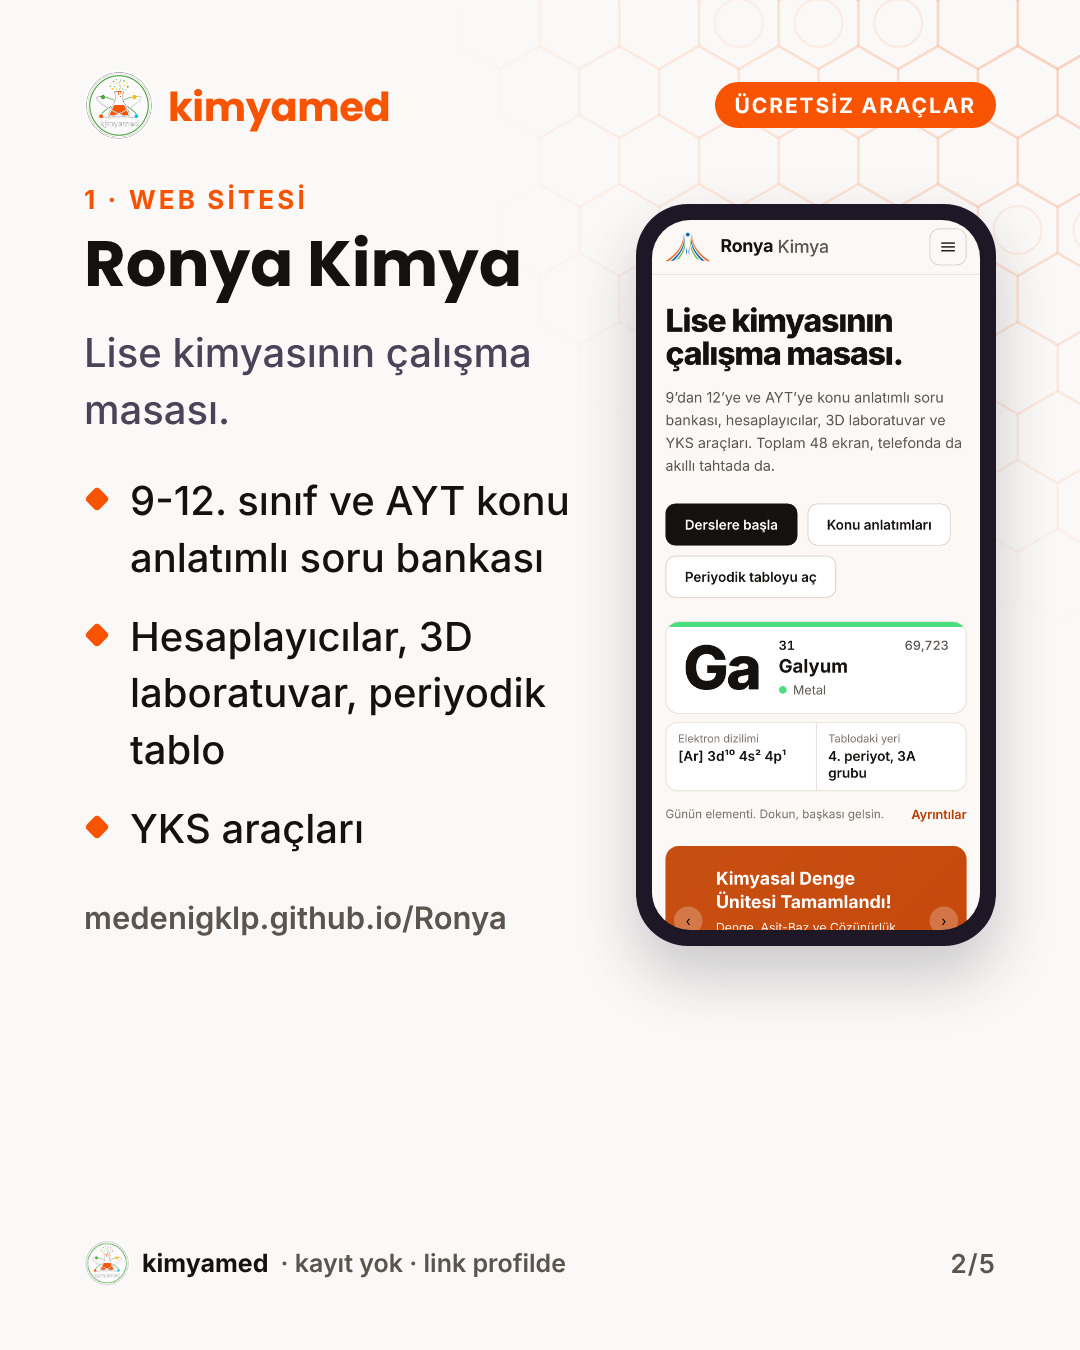 kimyamed
ÜCRETSİZ ARAÇLAR
1 · WEB SİTESİ
Ronya Kimya
Lise kimyasının çalışma
masası.
9-12. sınıf ve AYT konu
anlatımlı soru bankası
Hesaplayıcılar, 3D
laboratuvar, periyodik
tablo
YKS araçları
medenigklp.github.io/Ronya
Ronya Kimya
Lise kimyasının
çalışma masası.
9’dan 12’ye ve AYT’ye konu anlatımlı soru
bankası, hesaplayıcılar, 3D laboratuvar ve
YKS araçları. Toplam 48 ekran, telefonda da
akıllı tahtada da.
Derslere başla
Konu anlatımları
Periyodik tabloyu aç
Ga
31
69,723
Galyum
Metal
Elektron dizilimi
[Ar] 3d¹⁰ 4s² 4p¹
Tablodaki yeri
4. periyot, 3A
grubu
Günün elementi. Dokun, başkası gelsin.
Ayrıntılar
Kimyasal Denge
Ünitesi Tamamlandı!
‹
›
Denge, Asit-Baz ve Çözünürlük
kimyamed · kayıt yok · link profilde
2/5